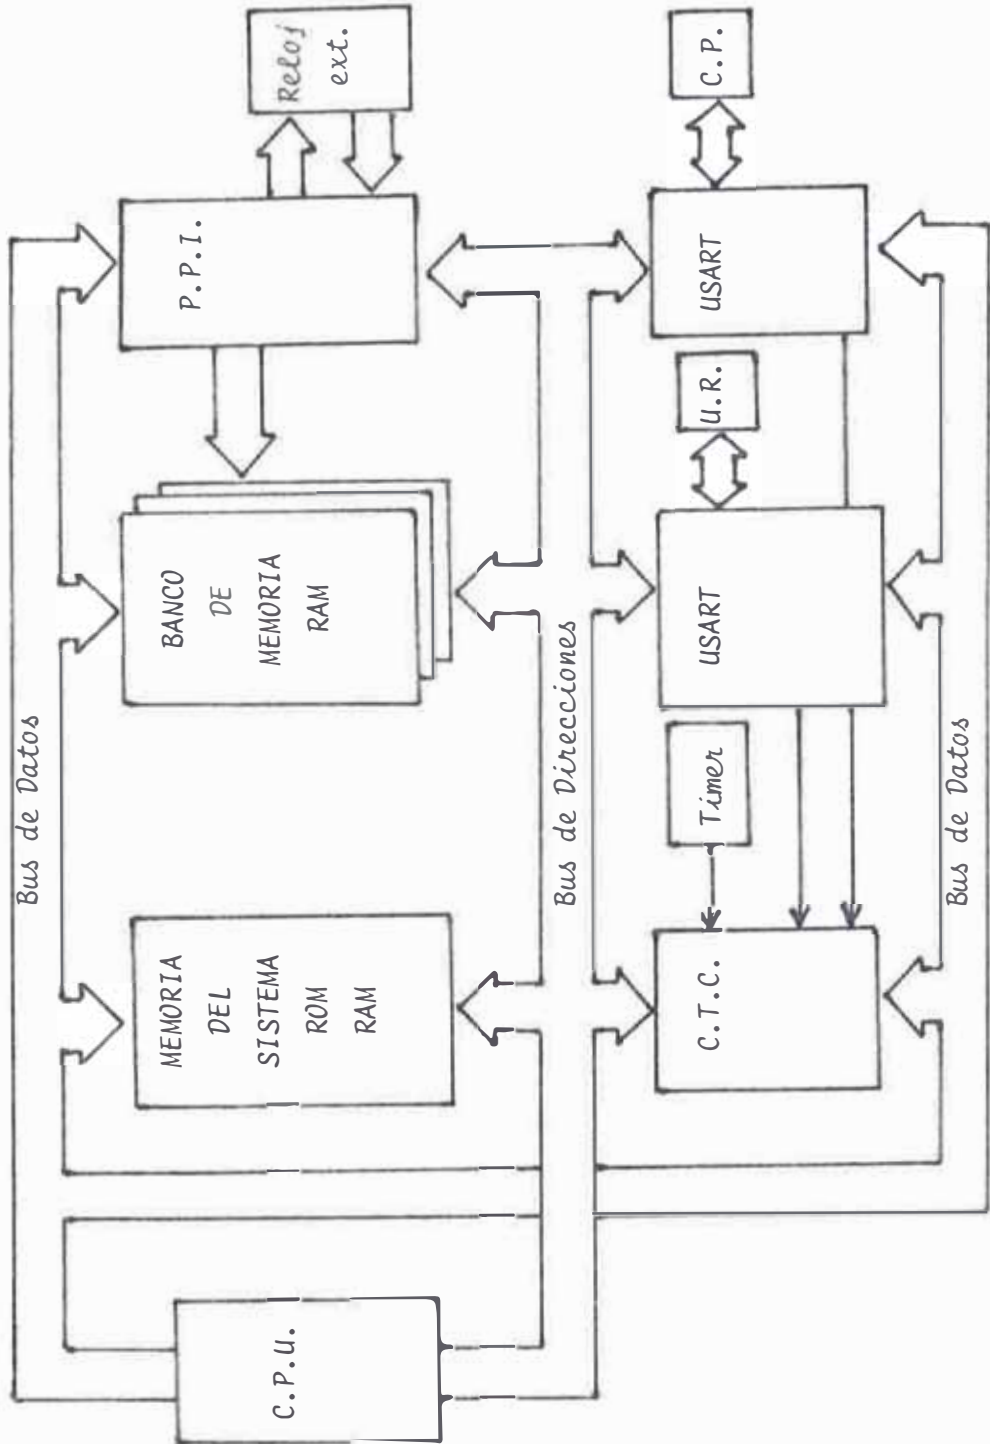 Bus de Datos
C.P.U.
MEMORIA
DEL
SISTEMA
ROM
RAM
BANCO
DE
MEMORIA
RAM
P.P.I.
Reloj
ext.
Bus de Direcciones
C.T.C.
Timer
USART
U.R.
USART
C.P.
Bus de Datos